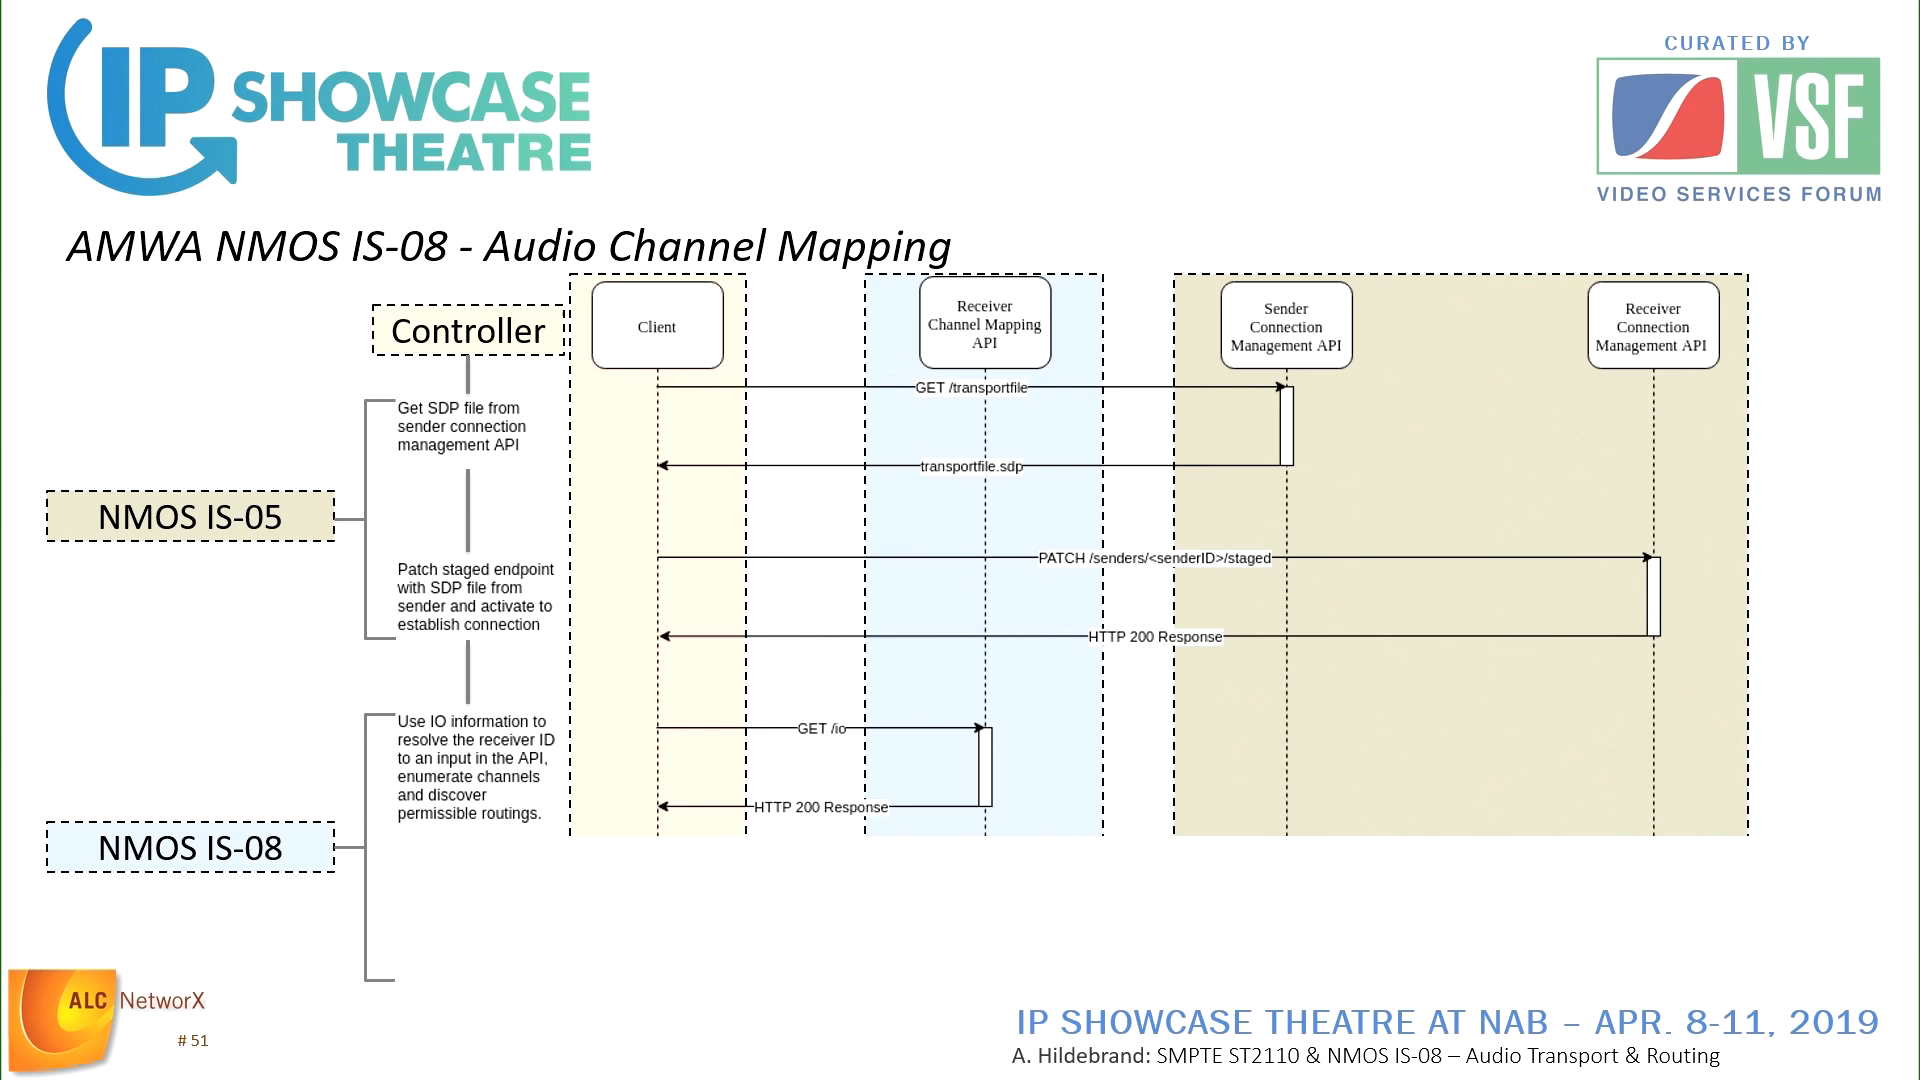 IP SHOWCASE
THEATRE
CURATED BY
VSF
VIDEO SERVICES FORUM
AMWA NMOS IS-08 - Audio Channel Mapping
Controller
Client
Receiver
Channel Mapping
API
Sender
Connection
Management API
Receiver
Connection
Management API
GET /transportfile
Get SDP file from
sender connection
management API
transportfile.sdp
NMOS IS-05
PATCH /senders/<senderID>/staged
Patch staged endpoint
with SDP file from
sender and activate to
establish connection
HTTP 200 Response
Use IO information to
resolve the receiver ID
to an input in the API,
enumerate channels
and discover
permissible routings.
GET /io
HTTP 200 Response
NMOS IS-08
ALC NetworX
# 51
IP SHOWCASE THEATRE AT NAB – APR. 8-11, 2019
A. Hildebrand: SMPTE ST2110 & NMOS IS-08 – Audio Transport & Routing